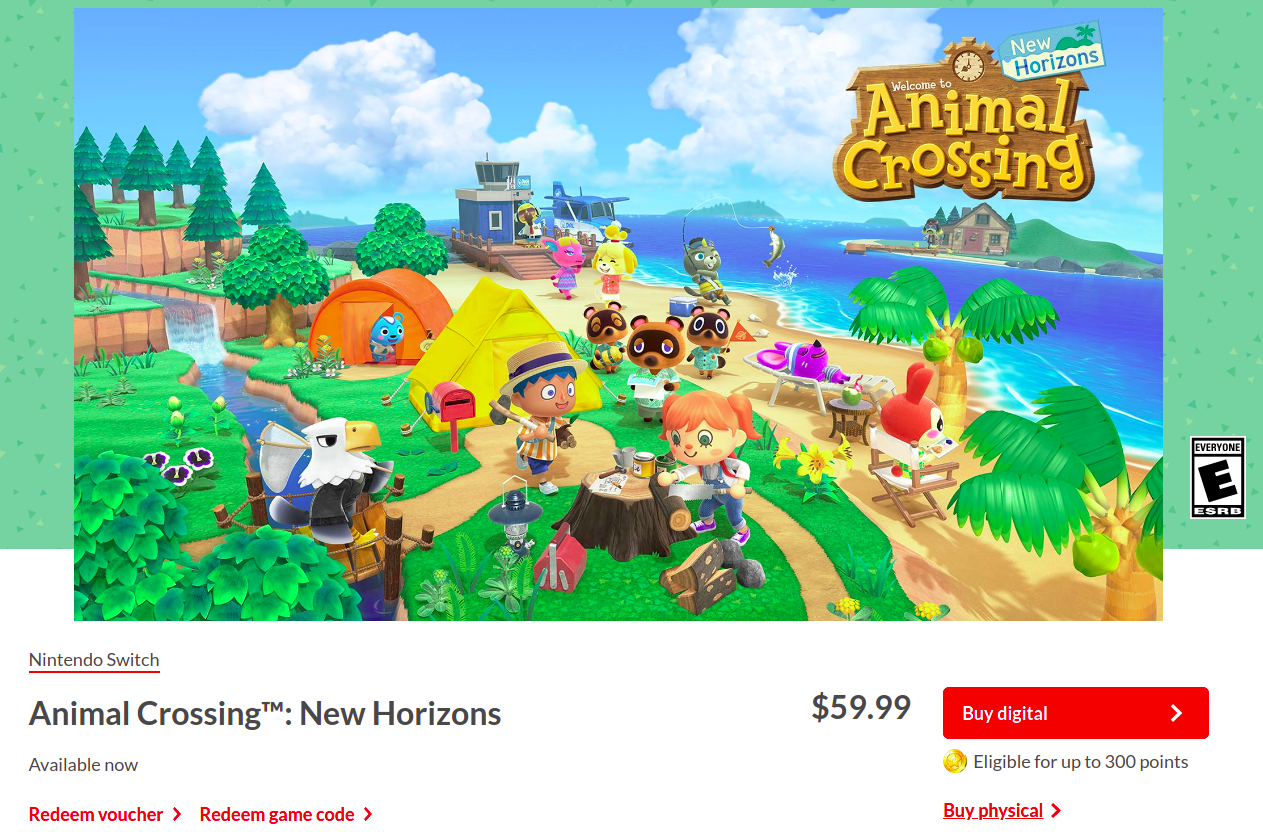 New
Horizons
Welcome to
Animal
Crossing
EVERYONE
E
ESRB
Nintendo Switch
Animal Crossing™: New Horizons
$59.99
Buy digital
Available now
Eligible for up to 300 points
Redeem voucher
Redeem game code
Buy physical